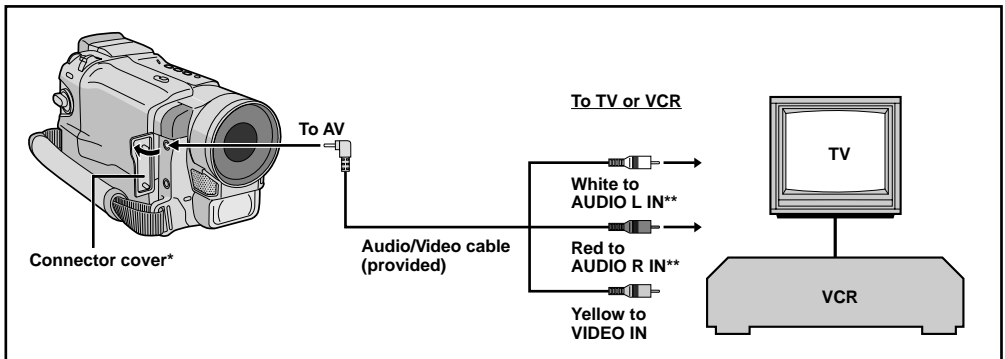 To AV
Connector cover*
Audio/Video cable
(provided)
To TV or VCR
White to
AUDIO L IN**
Red to
AUDIO R IN**
Yellow to
VIDEO IN
TV
VCR